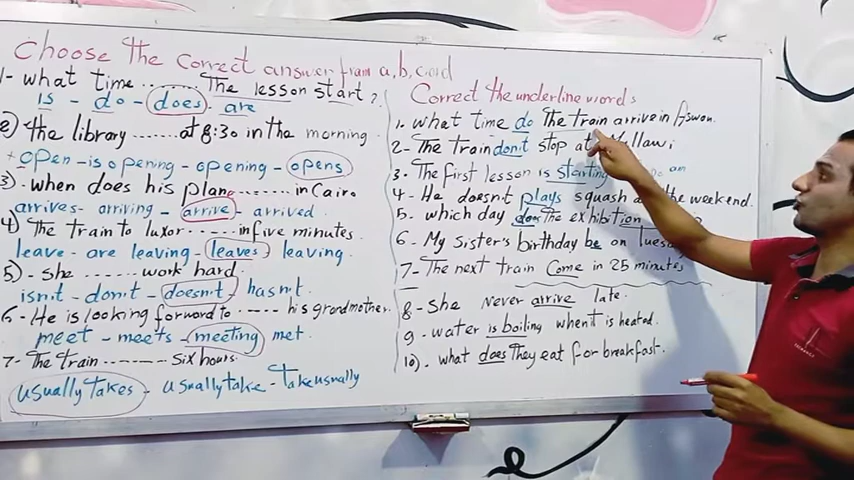 Choose The Correct answer from a,b,c ord
1- what time ....... The lesson start ?
is - do - does - are
2) The library ....... at 8:30 in the morning
open - is opening - opening - opens
3) - when does his plane .......... in Cairo
arrives - arriving - arrive - arrived
4) The train to luxor ...... in five minutes
leave - are leaving - leaves - leaving
5) - she ....... work hard
isn't - don't - doesn't - hasn't
6 - He is looking forward to ..... his grandmother.
meet - meets - meeting met
7- The train ......... six hours
usually takes - usually take - Take usually
Correct the underline words
1. what time do The train arrive in Aswan.
2 - The train don't stop at Mellawi
3 - The first lesson is starting am
4 - He doesn't plays squash at the weekend.
5. which day does the exhibition
6 - My sister's birthday be on Tues
7 - The next train Come in 25 minutes
8 - She never arrive late.
9 - water is boiling when it is heated.
10) . what does They eat for breakfast.